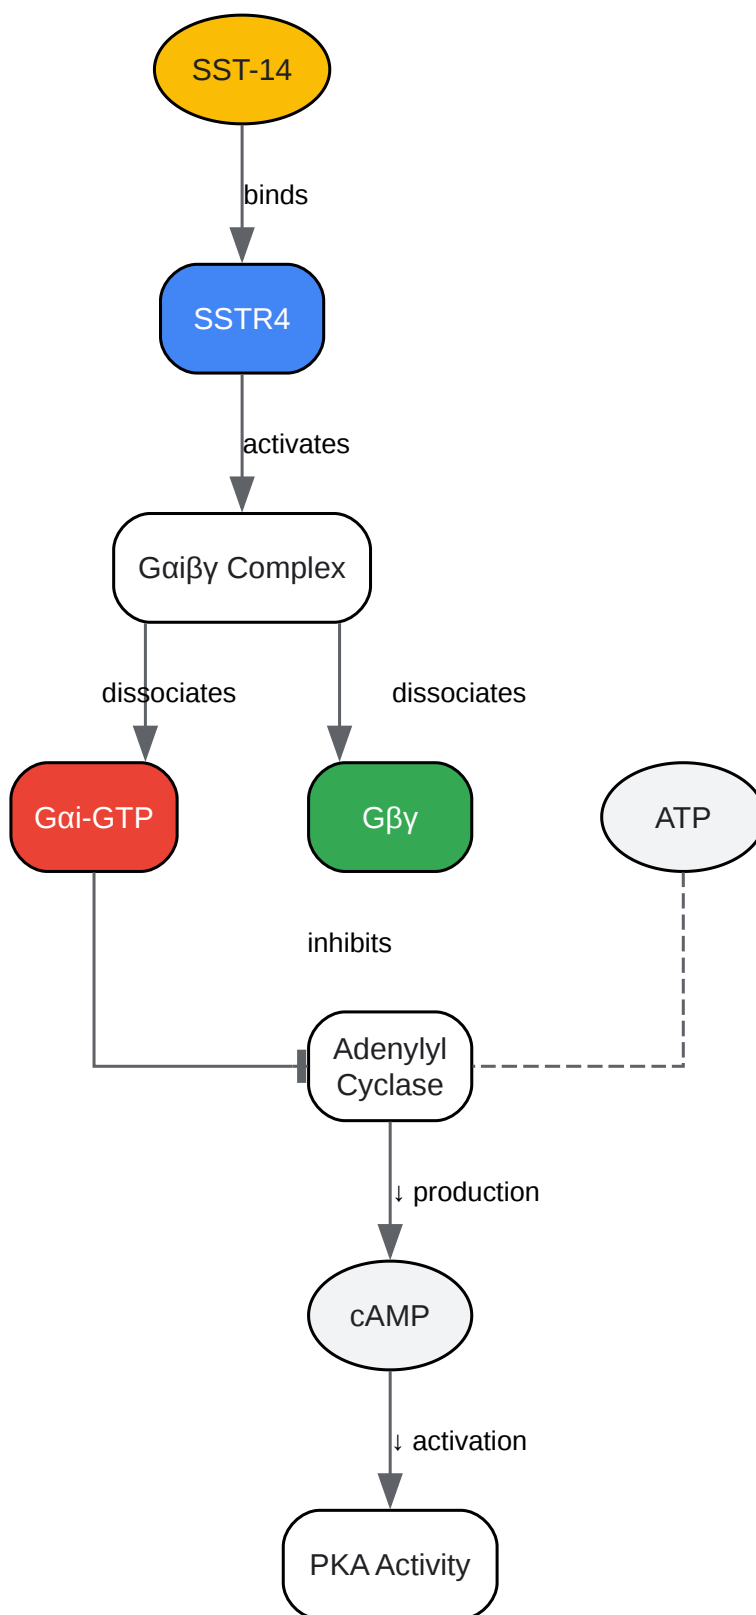 SST-14
binds
SSTR4
activates
Gαiβγ Complex
dissociates
dissociates
Gαi-GTP
Gβγ
ATP
inhibits
Adenylyl
Cyclase
↓ production
cAMP
↓ activation
PKA Activity